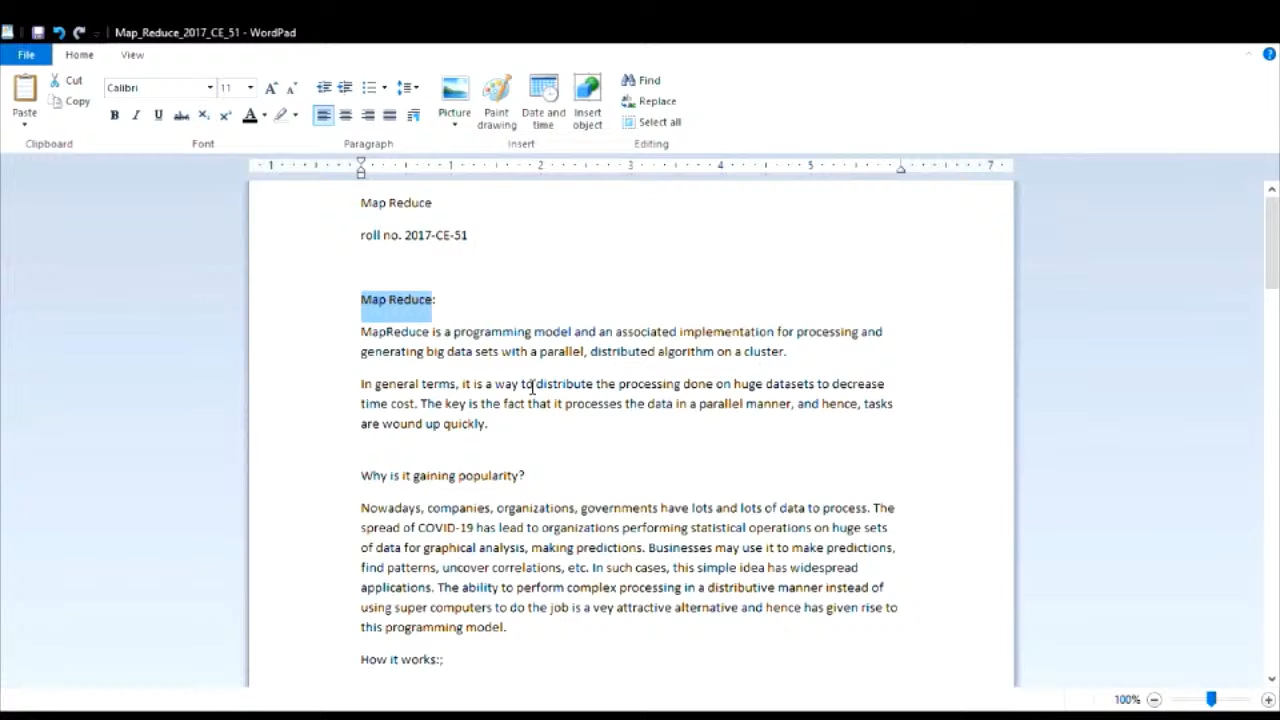 Map_Reduce_2017_CE_51 - WordPad
File Home View
Cut
Copy
Paste
Clipboard
Calibri 11
B I U abc X₂ X² A
Font
Paragraph
Picture
Paint drawing
Date and time
Insert object
Insert
Find
Replace
Select all
Editing
1 1 2 3 4 5 7
Map Reduce
roll no. 2017-CE-51
Map Reduce:
MapReduce is a programming model and an associated implementation for processing and
generating big data sets with a parallel, distributed algorithm on a cluster.
In general terms, it is a way to distribute the processing done on huge datasets to decrease
time cost. The key is the fact that it processes the data in a parallel manner, and hence, tasks
are wound up quickly.
Why is it gaining popularity?
Nowadays, companies, organizations, governments have lots and lots of data to process. The
spread of COVID-19 has lead to organizations performing statistical operations on huge sets
of data for graphical analysis, making predictions. Businesses may use it to make predictions,
find patterns, uncover correlations, etc. In such cases, this simple idea has widespread
applications. The ability to perform complex processing in a distributive manner instead of
using super computers to do the job is a vey attractive alternative and hence has given rise to
this programming model.
How it works:;
100%